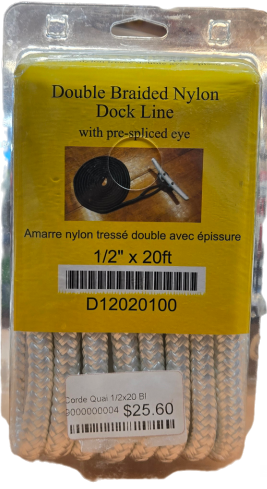 Double Braided Nylon
Dock Line
with pre-spliced eye
Amarre nylon tressé double avec épissure
1/2" x 20ft
D12020100
Corde Quai 1/2x20 Bl
9000000004 $25.60